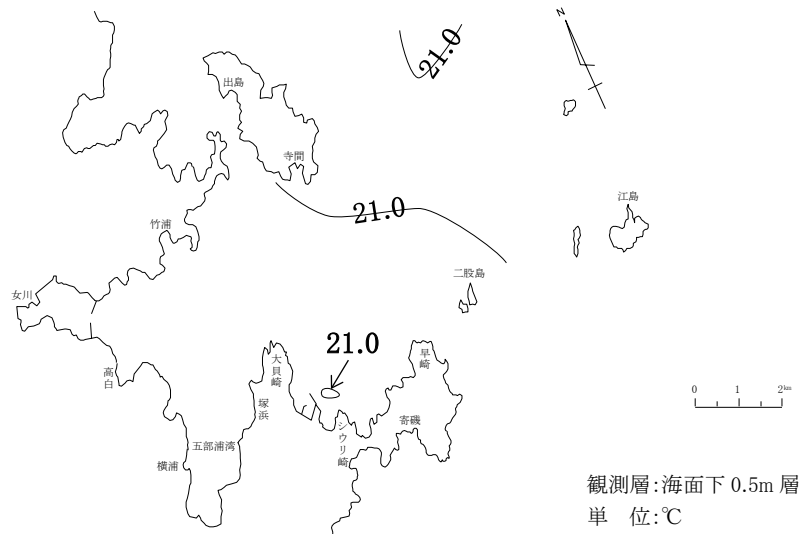 21.0
N
出島
寺間
江島
21.0
竹浦
二股島
女川
21.0
早崎
大貝崎
高白
塚浜
寄磯
シウリ崎
五部浦湾
横浦
0 1 2km
観測層:海面下 0.5m 層
単 位:℃